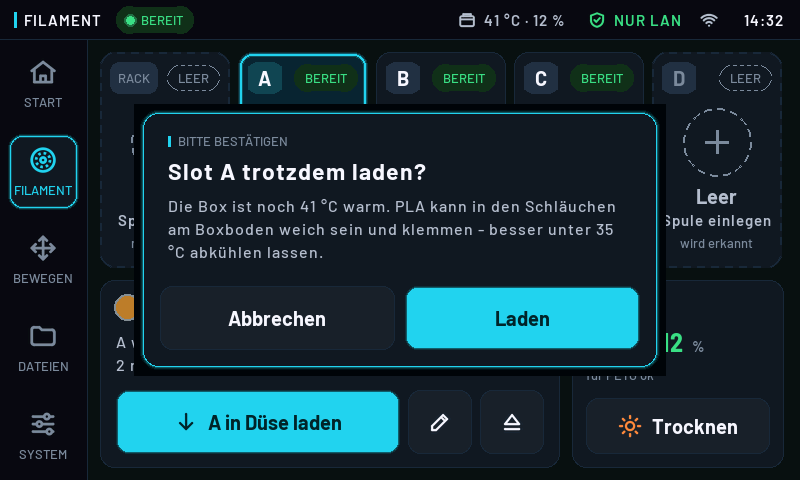 FILAMENT
BEREIT
41 °C · 12 %
NUR LAN
14:32
START
FILAMENT
BEWEGEN
DATEIEN
SYSTEM
RACK
LEER
A
BEREIT
B
BEREIT
C
BEREIT
D
LEER
Leer
Spule einlegen
wird erkannt
BITTE BESTÄTIGEN
Slot A trotzdem laden?
Die Box ist noch 41 °C warm. PLA kann in den Schläuchen
am Boxboden weich sein und klemmen - besser unter 35
°C abkühlen lassen.
Abbrechen
Laden
12 %
A in Düse laden
Trocknen